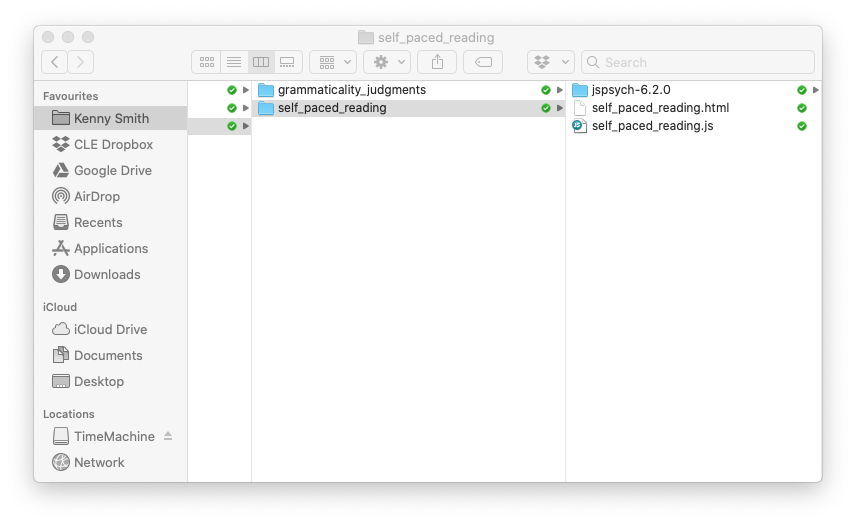 self_paced_reading
Search
Favourites
Kenny Smith
CLE Dropbox
Google Drive
AirDrop
Recents
Applications
Downloads
iCloud
iCloud Drive
Documents
Desktop
Locations
TimeMachine
Network
grammaticality_judgments
self_paced_reading
jspsych-6.2.0
self_paced_reading.html
self_paced_reading.js